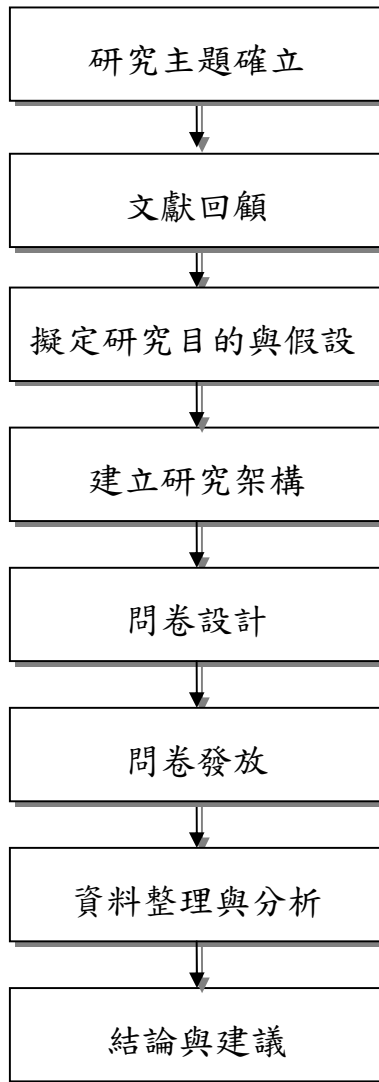 研究主題確立
文獻回顧
擬定研究目的與假設
建立研究架構
問卷設計
問卷發放
資料整理與分析
結論與建議